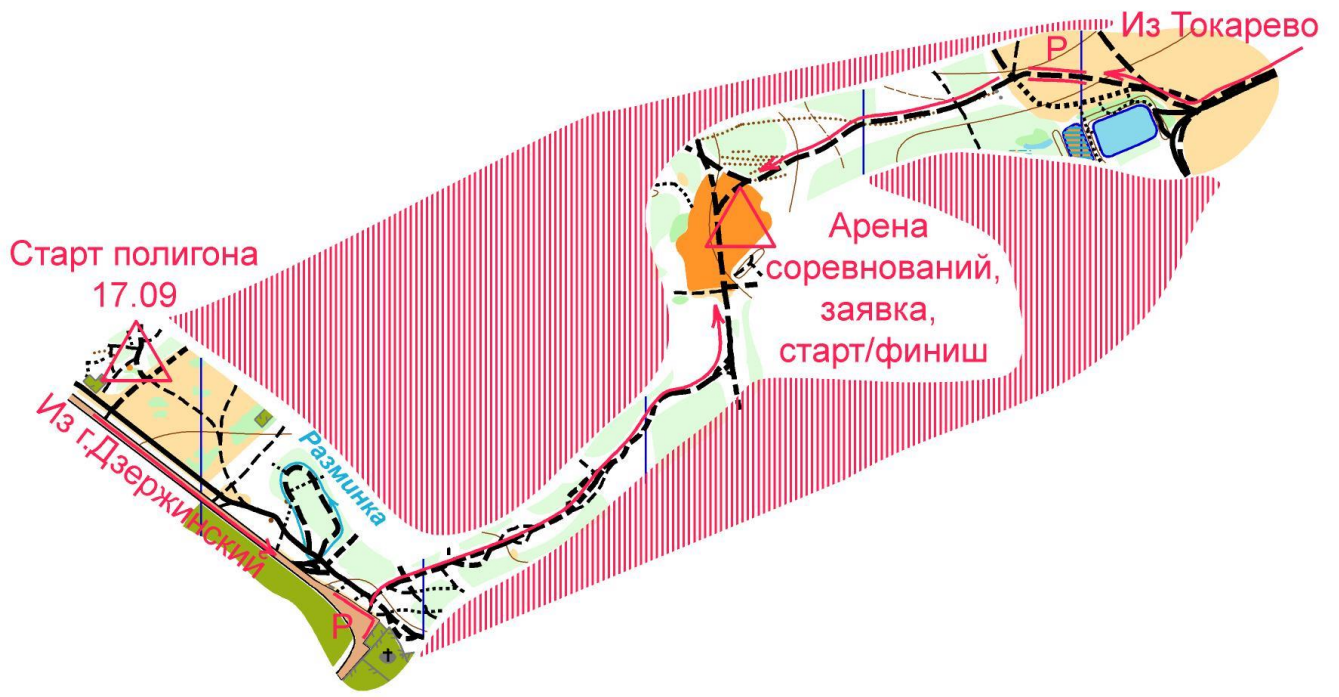 Из Токарево
P
Арена
соревнований,
заявка,
старт/финиш
Старт полигона
17.09
Из г.Дзержинский
Разминка
P